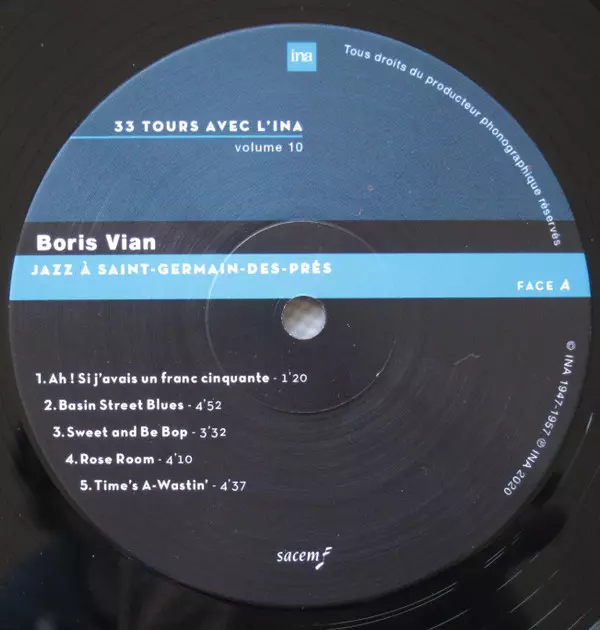 ina
Tous droits du producteur phonographique réservés
33 TOURS AVEC L'INA
volume 10
Boris Vian
JAZZ À SAINT-GERMAIN-DES-PRÉS
FACE A
1. Ah ! Si j'avais un franc cinquante - 1'20
2. Basin Street Blues - 4'52
3. Sweet and Be Bop - 3'32
4. Rose Room - 4'10
5. Time's A-Wastin' - 4'37
© INA 1947-1957 ℗ INA 2020
sacem